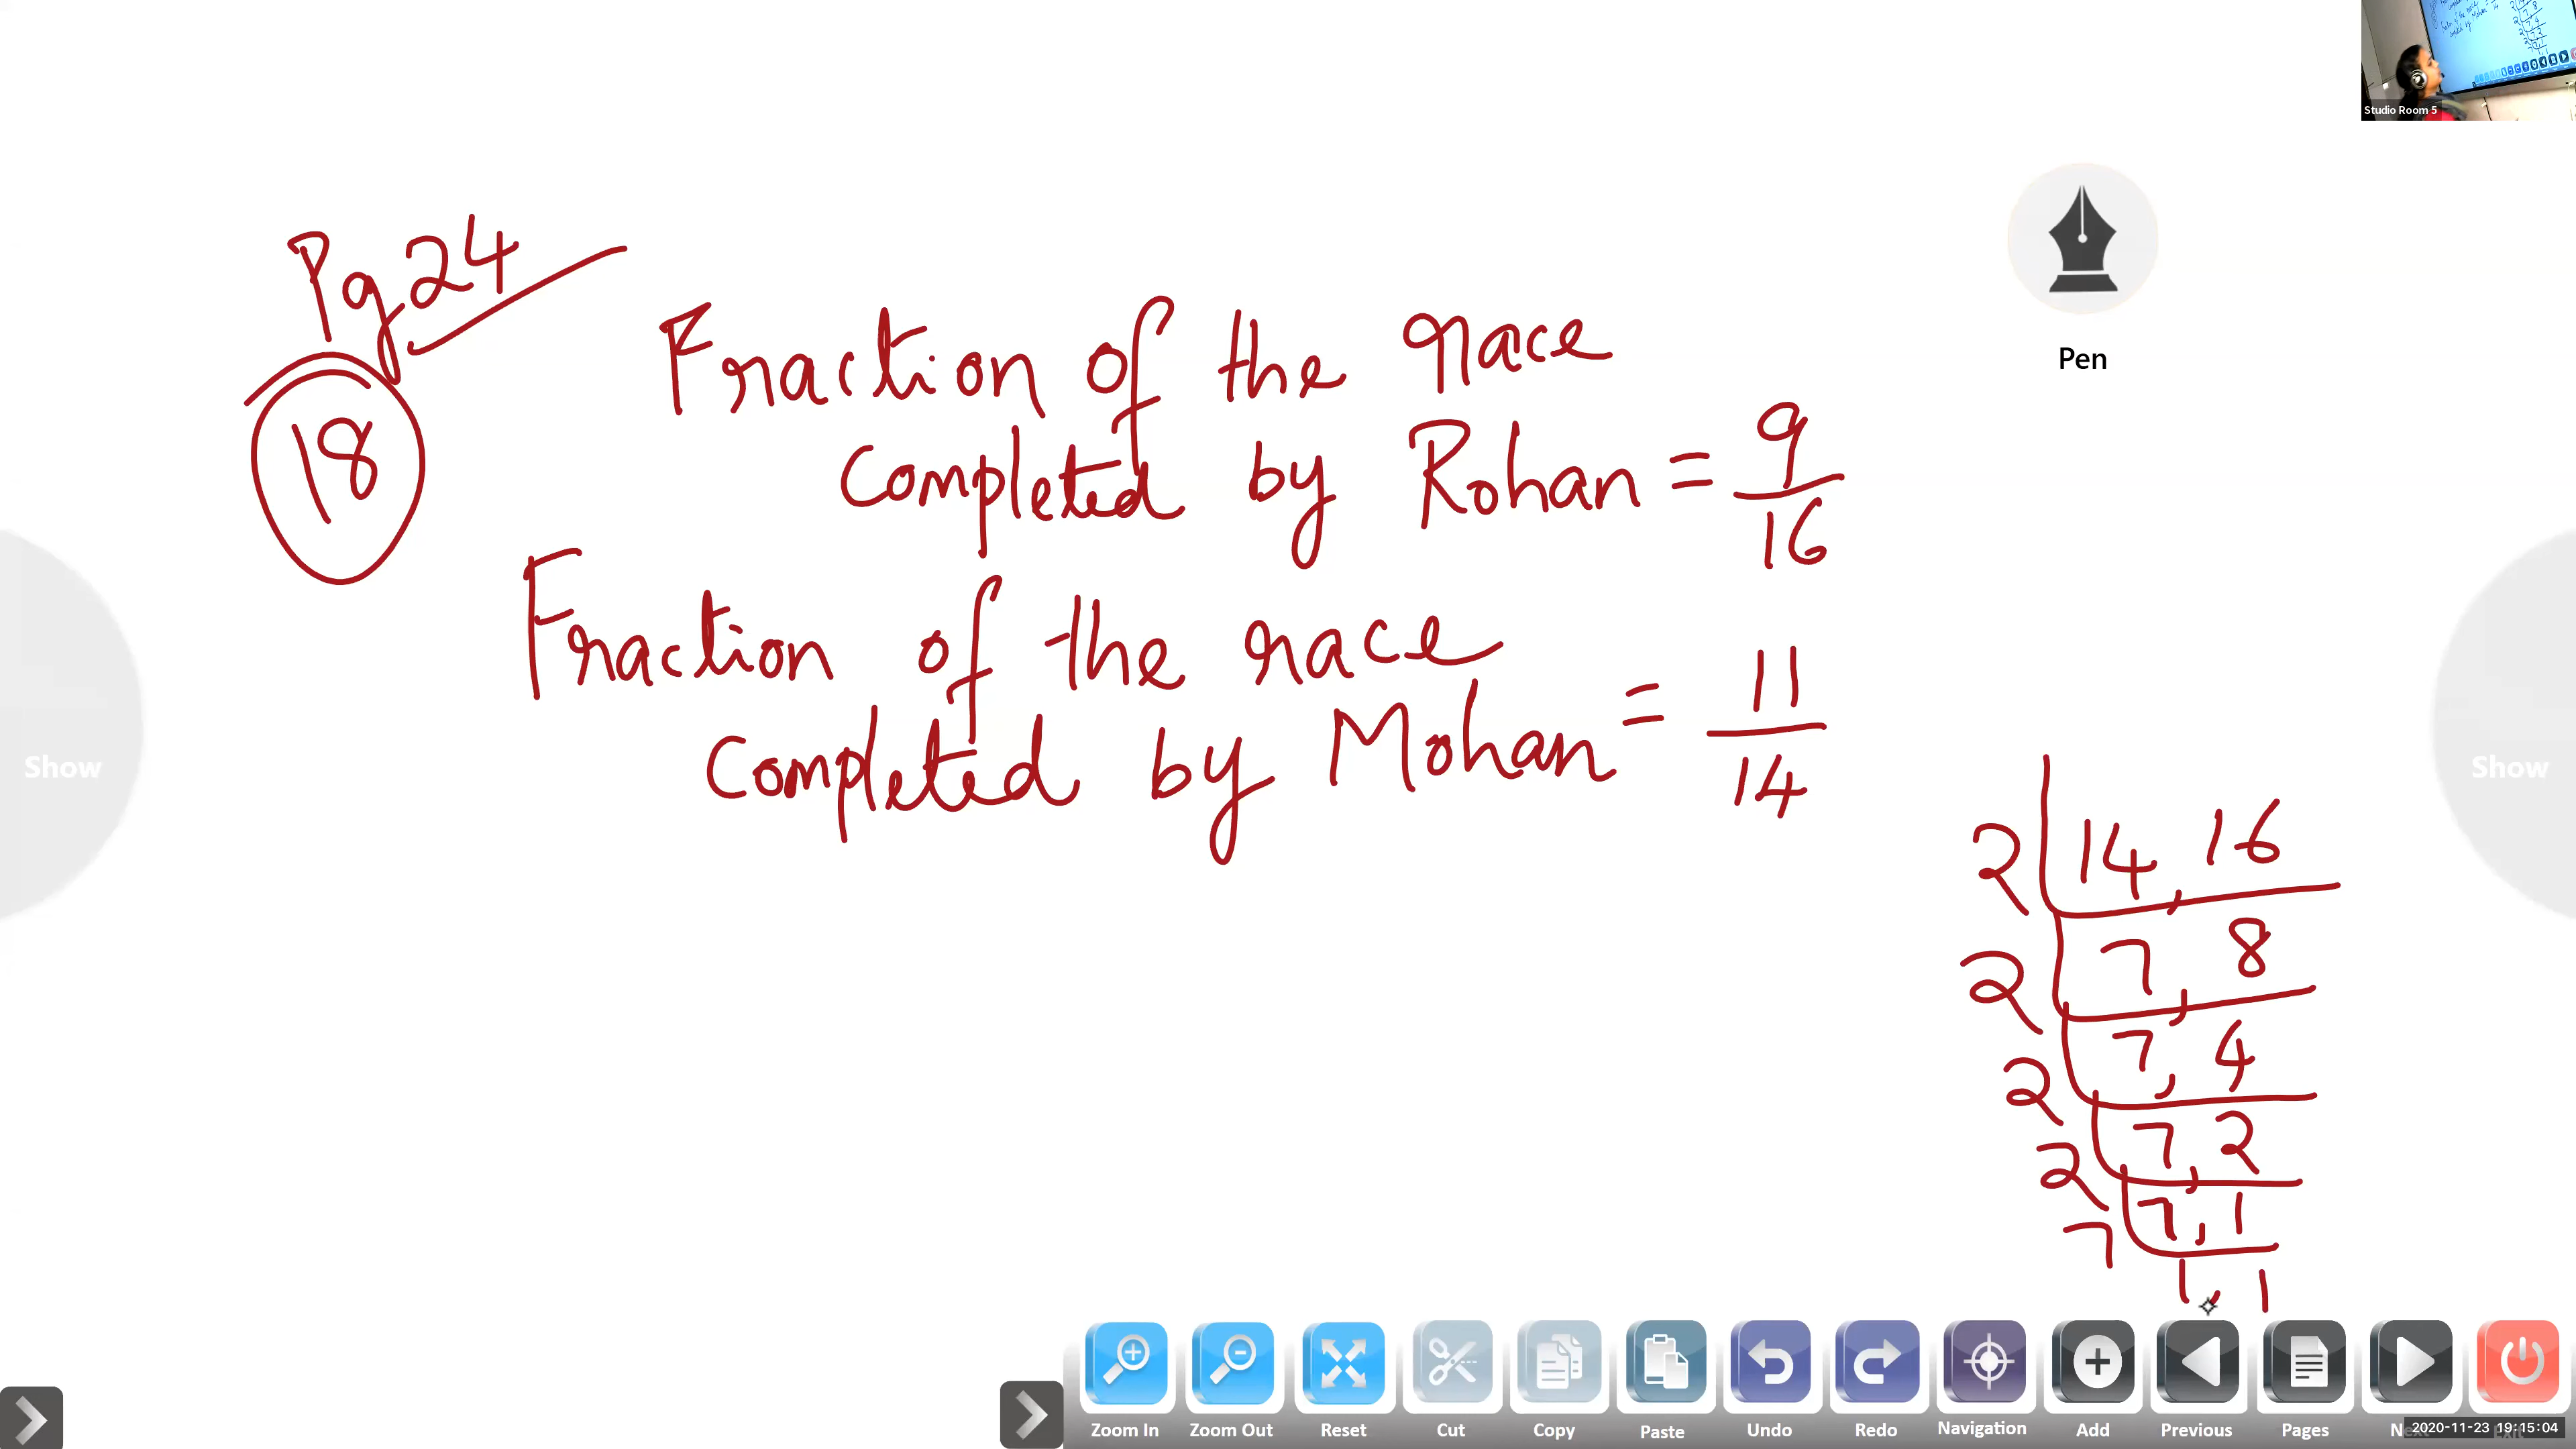 Studio Room 5
Pen
Pg 24
18
Fraction of the race
completed by Rohan = 9/16
Fraction of the race
completed by Mohan = 11/14
2 | 14, 16
2 | 7, 8
2 | 7, 4
2 | 7, 2
7 | 7, 1
1, 1
Show
Show
Zoom In Zoom Out Reset Cut Copy Paste Undo Redo Navigation Add Previous Pages
2020-11-23 19:15:04